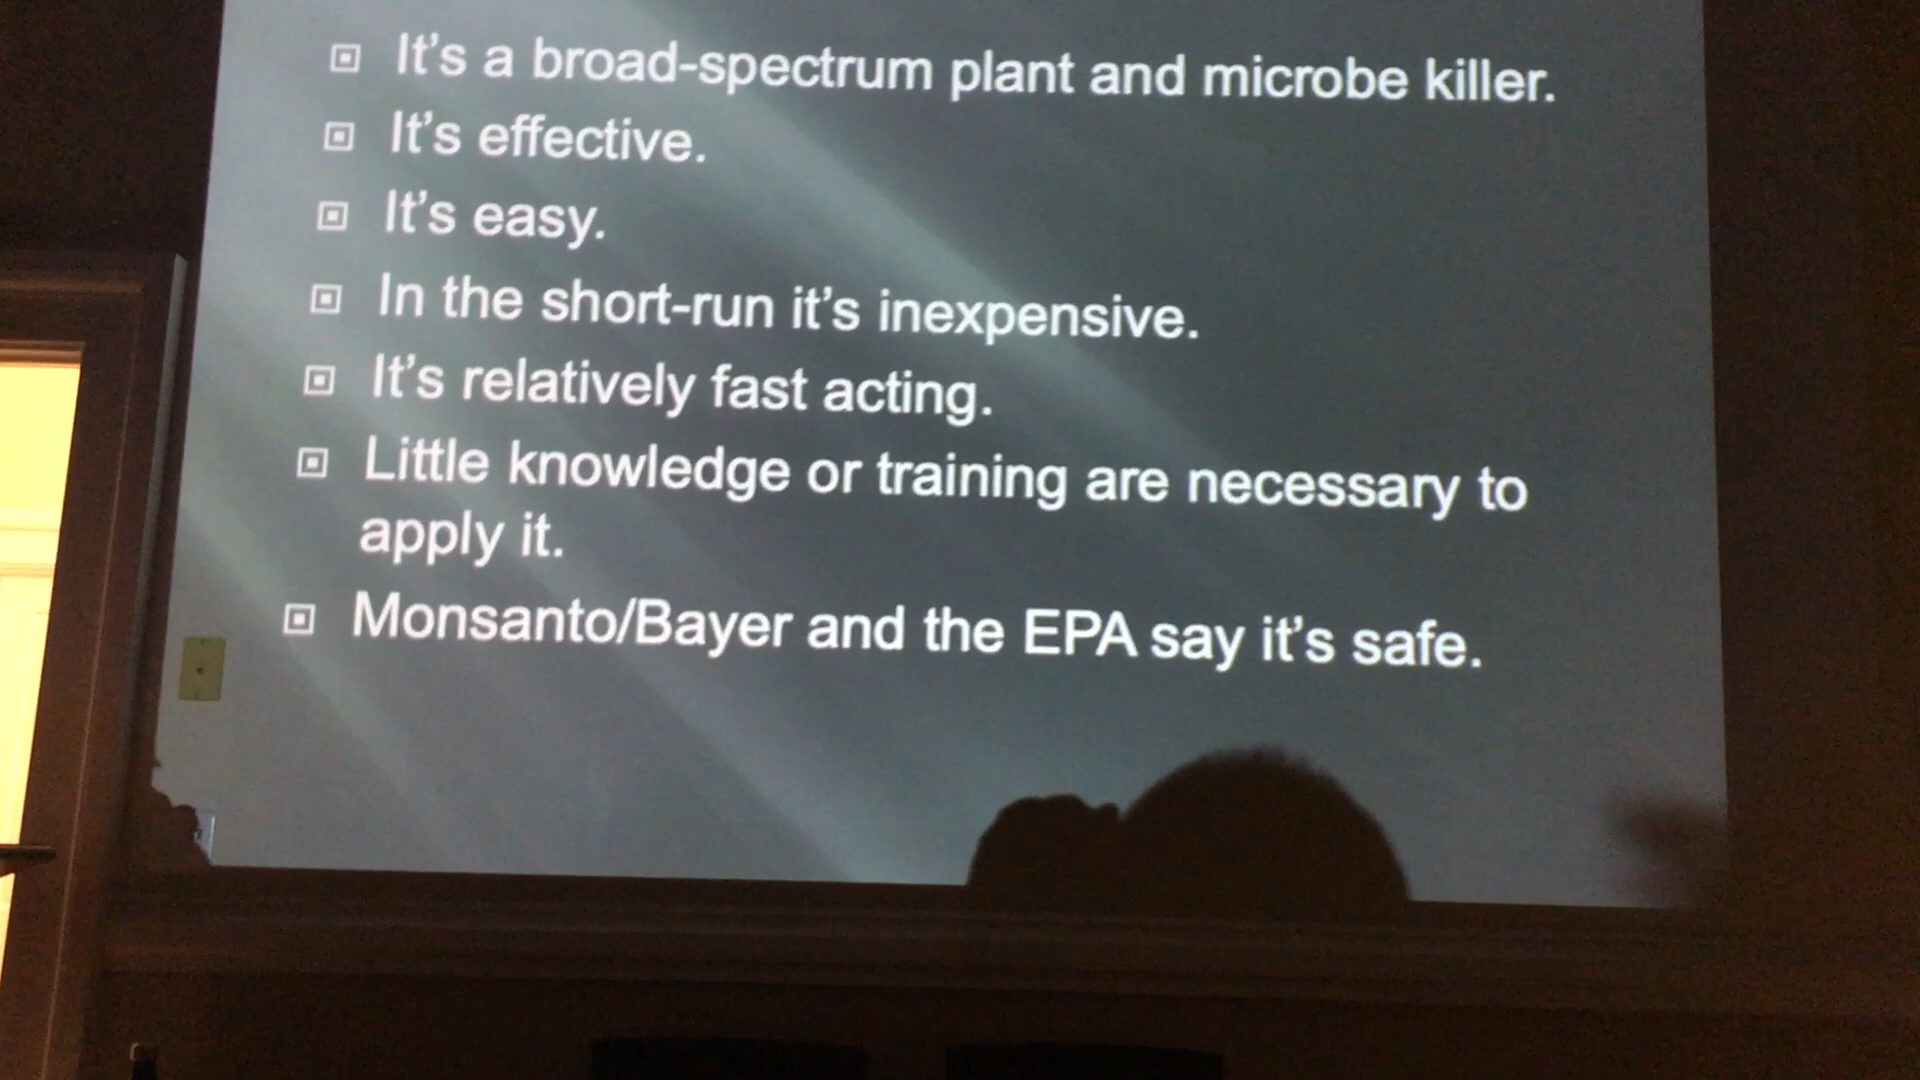 It's a broad-spectrum plant and microbe killer.
It's effective.
It's easy.
In the short-run it's inexpensive.
It's relatively fast acting.
Little knowledge or training are necessary to
apply it.
Monsanto/Bayer and the EPA say it's safe.